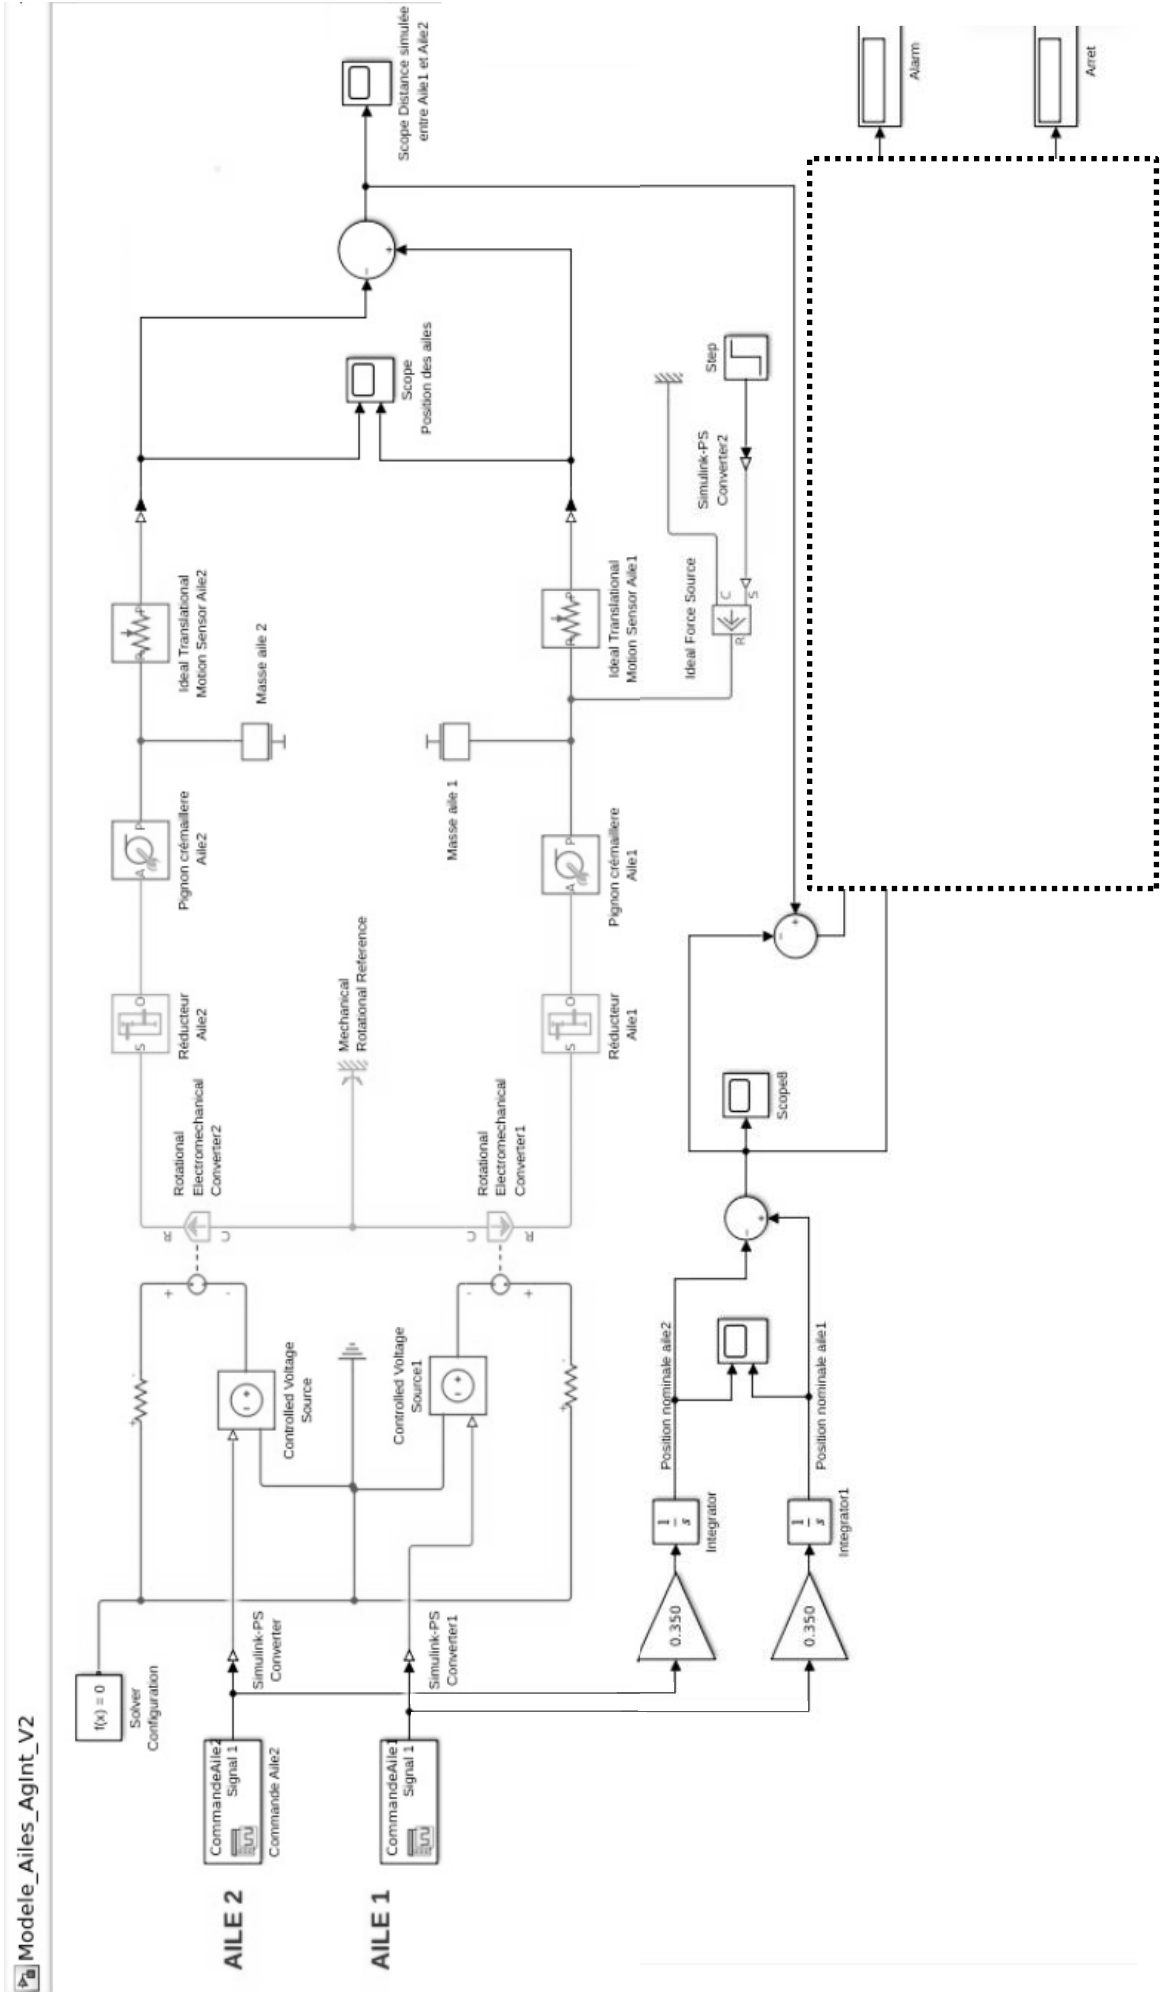 Modele_Ailes_AgInt_V2
f(x) = 0
Solver
Configuration
AILE 2
CommandeAile2
Signal 1
Commande Aile2
Simulink-PS
Converter
+
-
+
-
Controlled Voltage
Source
+
-
R
C
Rotational
Electromechanical
Converter2
S
O
Réducteur
Aile2
A
P
Pignon crémaillere
Aile2
Masse aile 2
R
P
Ideal Translational
Motion Sensor Aile2
Scope
Position des ailes
-
+
Scope Distance simulée
entre Aile1 et Aile2
Mechanical
Rotational Reference
AILE 1
CommandeAile1
Signal 1
Simulink-PS
Converter1
Controlled Voltage
Source1
+
-
+
-
-
+
C
R
Rotational
Electromechanical
Converter1
S
O
Réducteur
Aile1
A
P
Pignon crémaillere
Aile1
Masse aile 1
R
P
Ideal Translational
Motion Sensor Aile1
Ideal Force Source
R
C
S
Simulink-PS
Converter2
Step
0.350
1
s
Integrator
Position nominale aile2
0.350
1
s
Integrator1
Position nominale aile1
-
+
Scope8
-
+
Alarm
Arret